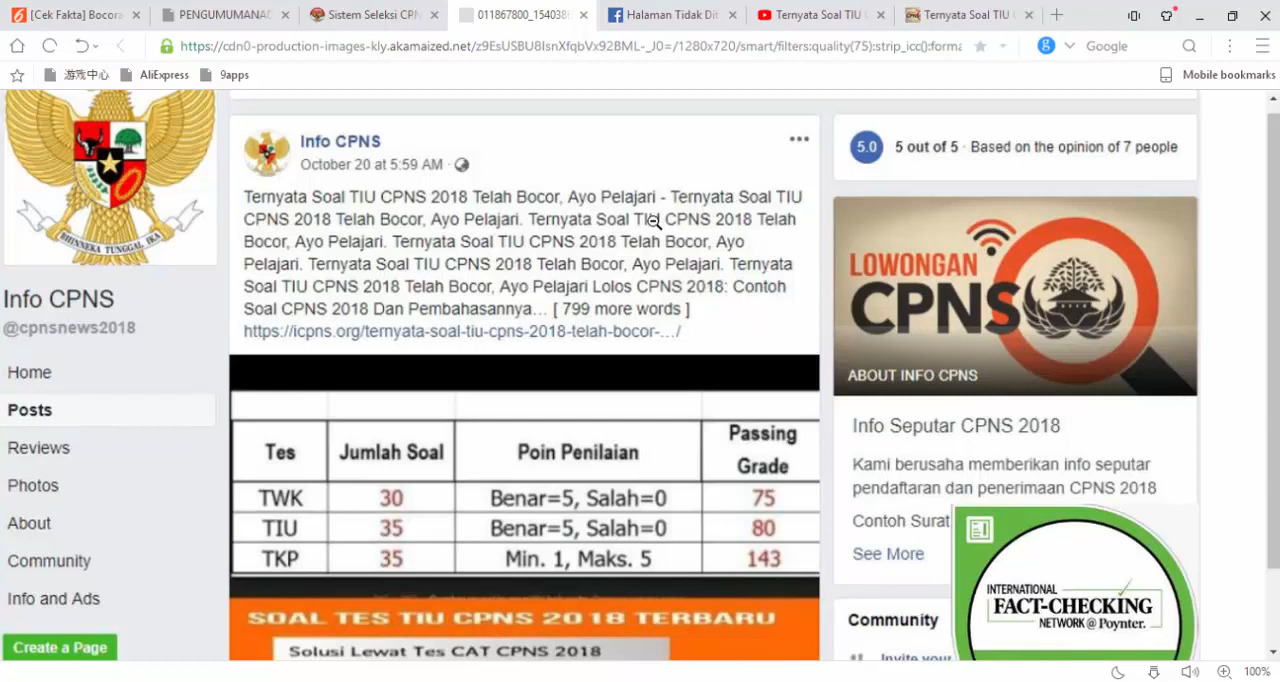 [Cek Fakta] Bocora
PENGUMUMANA
Sistem Seleksi CPN
011867800_154038
Halaman Tidak Dit
Ternyata Soal TIU
Ternyata Soal TIU
https://cdn0-production-images-kly.akamaized.net/z9EsUSBU8IsnXfqbVx92BML-_J0=/1280x720/smart/filters:quality(75):strip_icc():forma
Google
游戏中心
AliExpress
9apps
Mobile bookmarks
BHINNEKA TUNGGAL IKA
Info CPNS
@cpnsnews2018
Home
Posts
Reviews
Photos
About
Community
Info and Ads
Create a Page
Info CPNS
October 20 at 5:59 AM ·
Ternyata Soal TIU CPNS 2018 Telah Bocor, Ayo Pelajari - Ternyata Soal TIU
CPNS 2018 Telah Bocor, Ayo Pelajari. Ternyata Soal TIU CPNS 2018 Telah
Bocor, Ayo Pelajari. Ternyata Soal TIU CPNS 2018 Telah Bocor, Ayo
Pelajari. Ternyata Soal TIU CPNS 2018 Telah Bocor, Ayo Pelajari. Ternyata
Soal TIU CPNS 2018 Telah Bocor, Ayo Pelajari Lolos CPNS 2018: Contoh
Soal CPNS 2018 Dan Pembahasannya... [ 799 more words ]
https://icpns.org/ternyata-soal-tiu-cpns-2018-telah-bocor-.../
Tes Jumlah Soal Poin Penilaian Passing Grade
TWK 30 Benar=5, Salah=0 75
TIU 35 Benar=5, Salah=0 80
TKP 35 Min. 1, Maks. 5 143
SOAL TES TIU CPNS 2018 TERBARU
Solusi Lewat Tes CAT CPNS 2018
5.0 5 out of 5 · Based on the opinion of 7 people
LOWONGAN
CPNS
ABOUT INFO CPNS
Info Seputar CPNS 2018
Kami berusaha memberikan info seputar
pendaftaran dan penerimaan CPNS 2018
Contoh Surat
See More
Community
Invite your
INTERNATIONAL
FACT-CHECKING
NETWORK @ Poynter.
100%